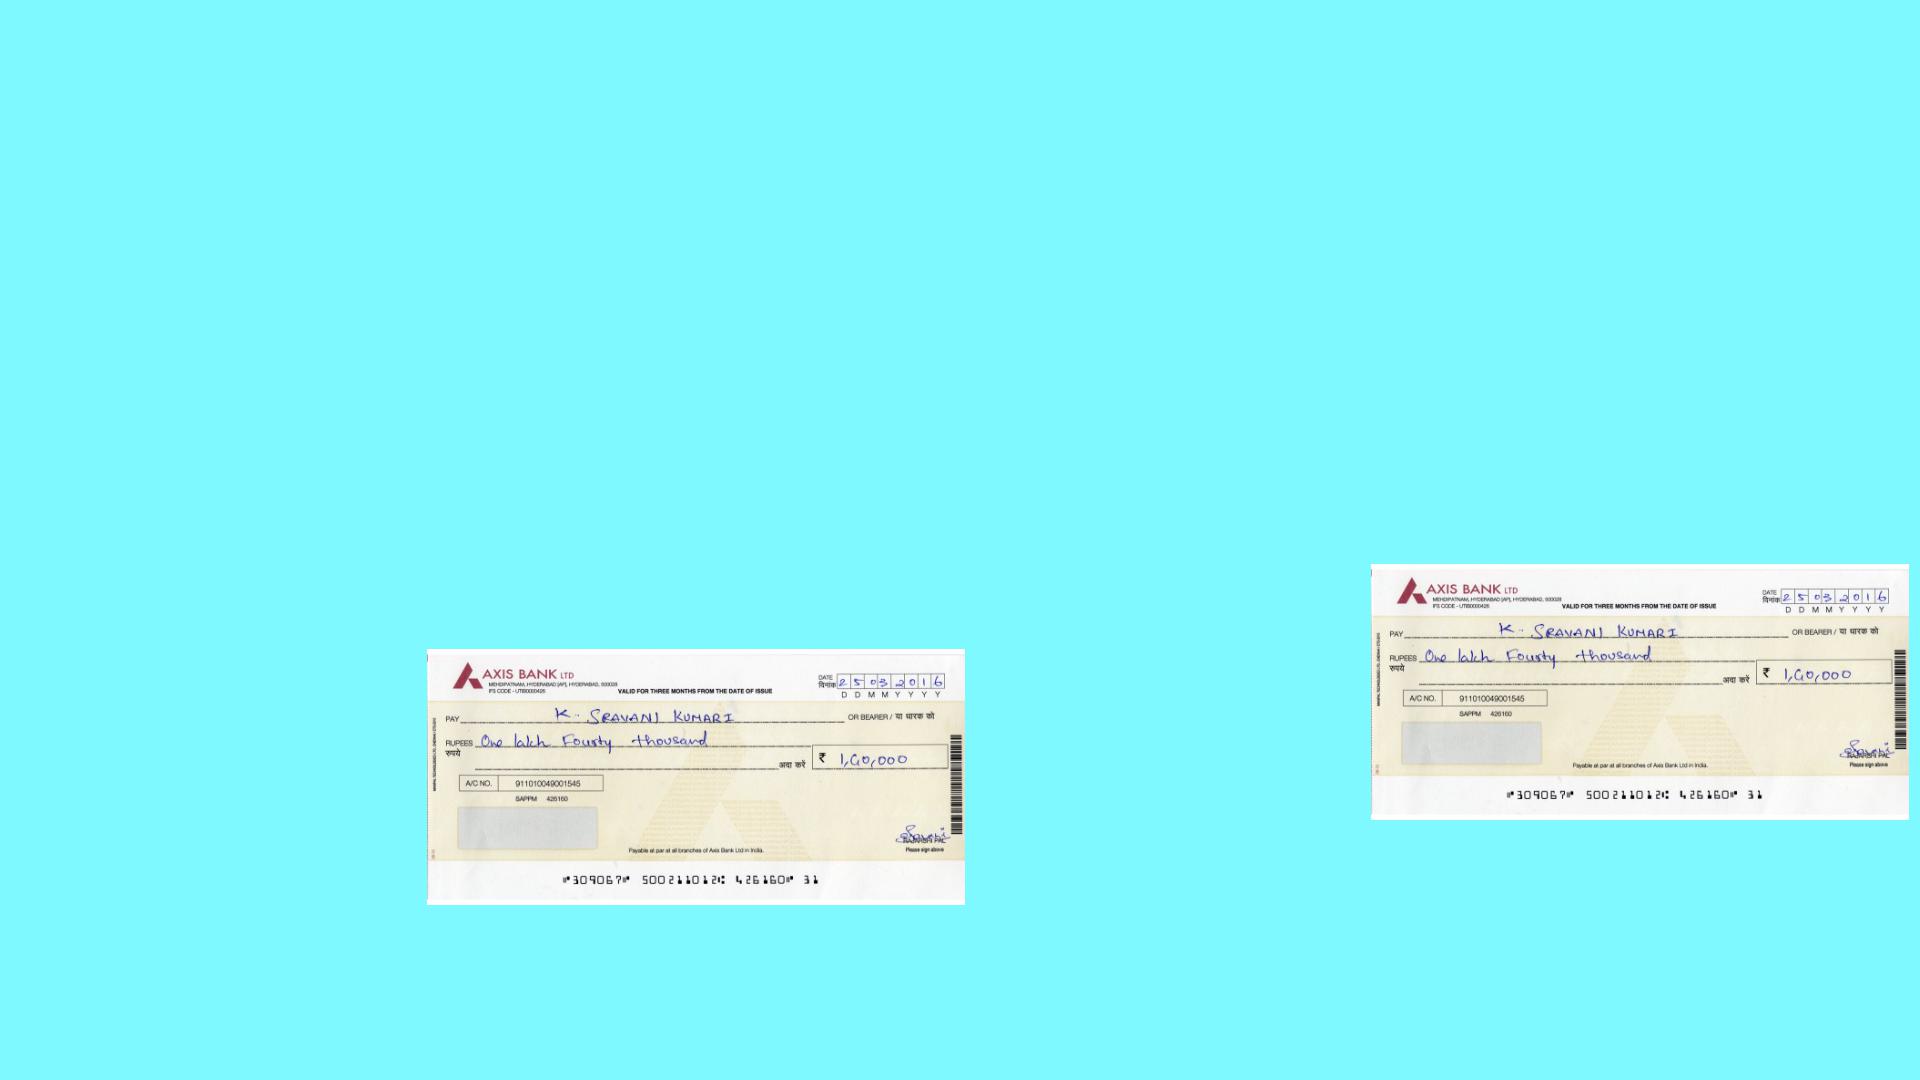 AXIS BANK LTD
MEHDIPATNAM, HYDERABAD [AP], HYDERABAD, 500028
IFS CODE - UTIB0000426
VALID FOR THREE MONTHS FROM THE DATE OF ISSUE
DATE
दिनांक 2 5 0 3 2 0 1 6
D D M M Y Y Y Y
PAY K. SRAVANI KUMARI OR BEARER / या धारक को
RUPEES One lakh Fourty thousand
रुपये अदा करें ₹ 1,40,000
A/C NO. 911010049001545
SAPPM 426160
Payable at par at all branches of Axis Bank Ltd in India.
Please sign above
309067 500211012 426160 31
AXIS BANK LTD
MEHDIPATNAM, HYDERABAD [AP], HYDERABAD, 500028
IFS CODE - UTIB0000426
VALID FOR THREE MONTHS FROM THE DATE OF ISSUE
DATE
दिनांक 2 5 0 3 2 0 1 6
D D M M Y Y Y Y
PAY K. SRAVANI KUMARI OR BEARER / या धारक को
RUPEES One lakh Fourty thousand
रुपये अदा करें ₹ 1,40,000
A/C NO. 911010049001545
SAPPM 426160
Payable at par at all branches of Axis Bank Ltd in India.
Please sign above
309067 500211012 426160 31